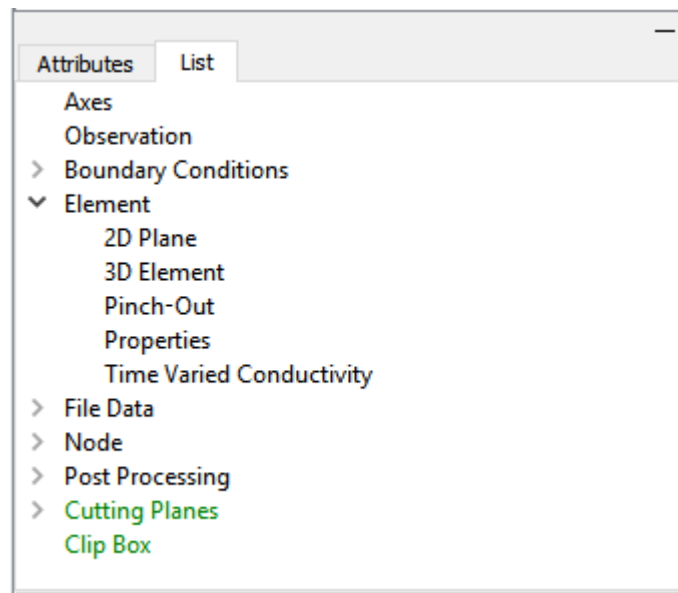 Attributes List
Axes
Observation
Boundary Conditions
Element
2D Plane
3D Element
Pinch-Out
Properties
Time Varied Conductivity
File Data
Node
Post Processing
Cutting Planes
Clip Box